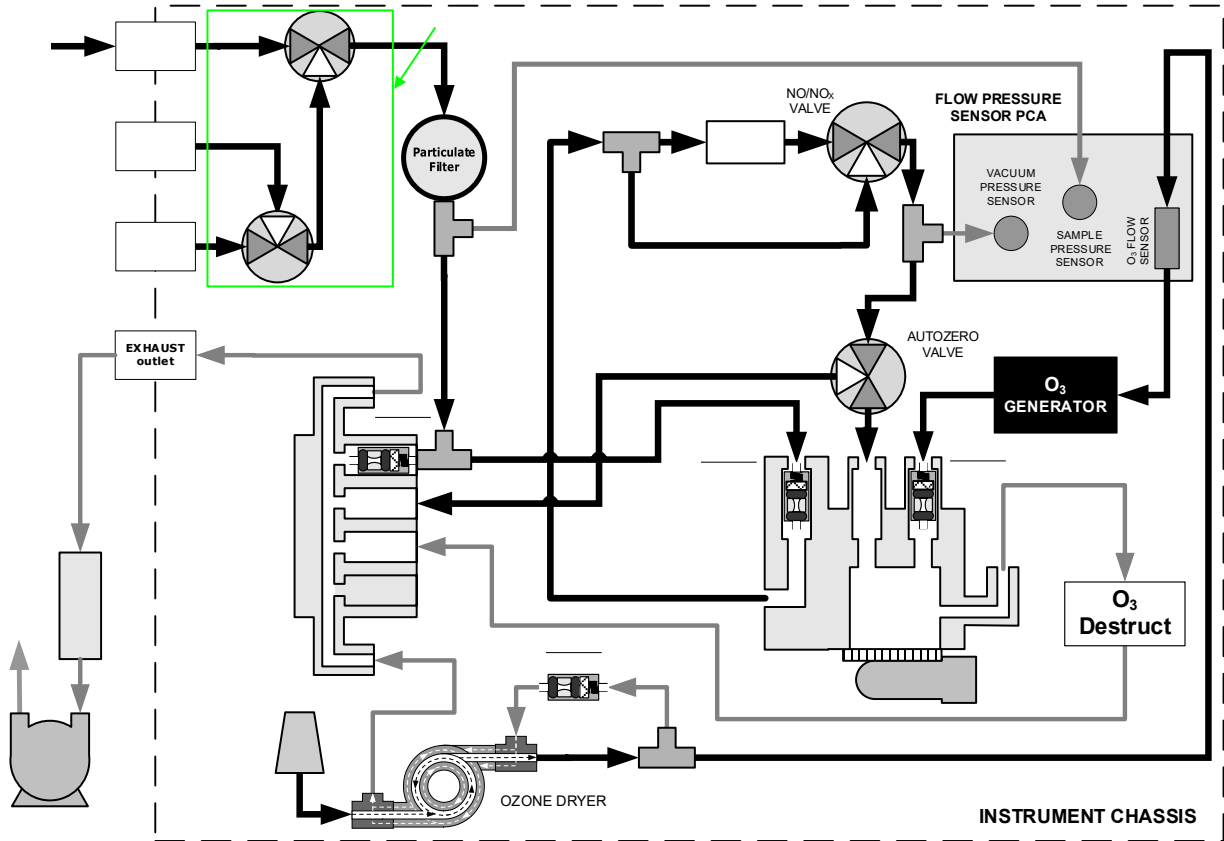 NO/NOX
VALVE
FLOW PRESSURE
SENSOR PCA
Particulate
Filter
VACUUM
PRESSURE
SENSOR
SAMPLE
PRESSURE
SENSOR
O3 FLOW
SENSOR
EXHAUST
outlet
AUTOZERO
VALVE
O3
GENERATOR
O3
Destruct
OZONE DRYER
INSTRUMENT CHASSIS